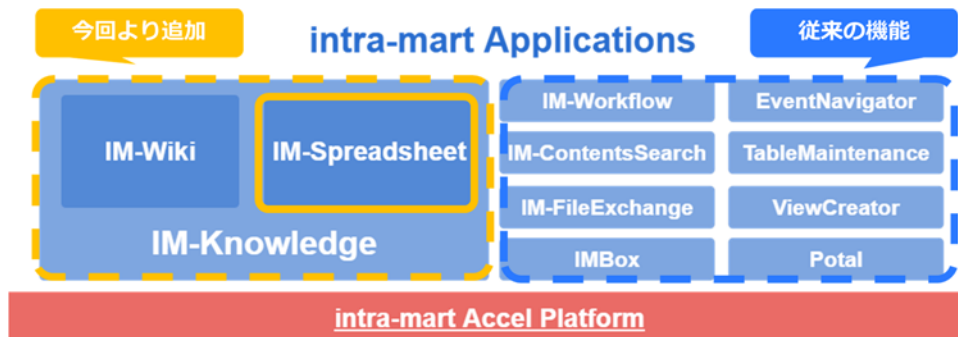 今回より追加
intra-mart Applications
従来の機能
IM-Wiki
IM-Spreadsheet
IM-Knowledge
IM-Workflow
EventNavigator
IM-ContentsSearch
TableMaintenance
IM-FileExchange
ViewCreator
IMBox
Potal
intra-mart Accel Platform